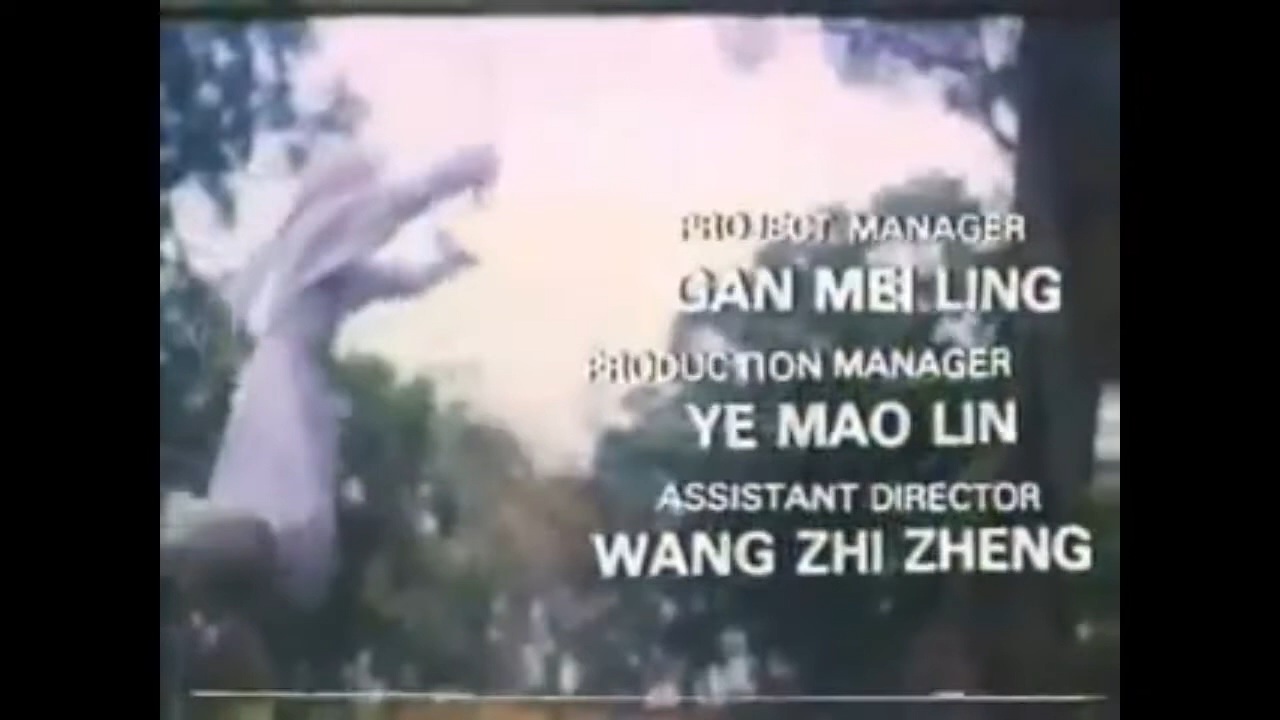 PROJECT MANAGER
GAN MEI LING
PRODUCTION MANAGER
YE MAO LIN
ASSISTANT DIRECTOR
WANG ZHI ZHENG